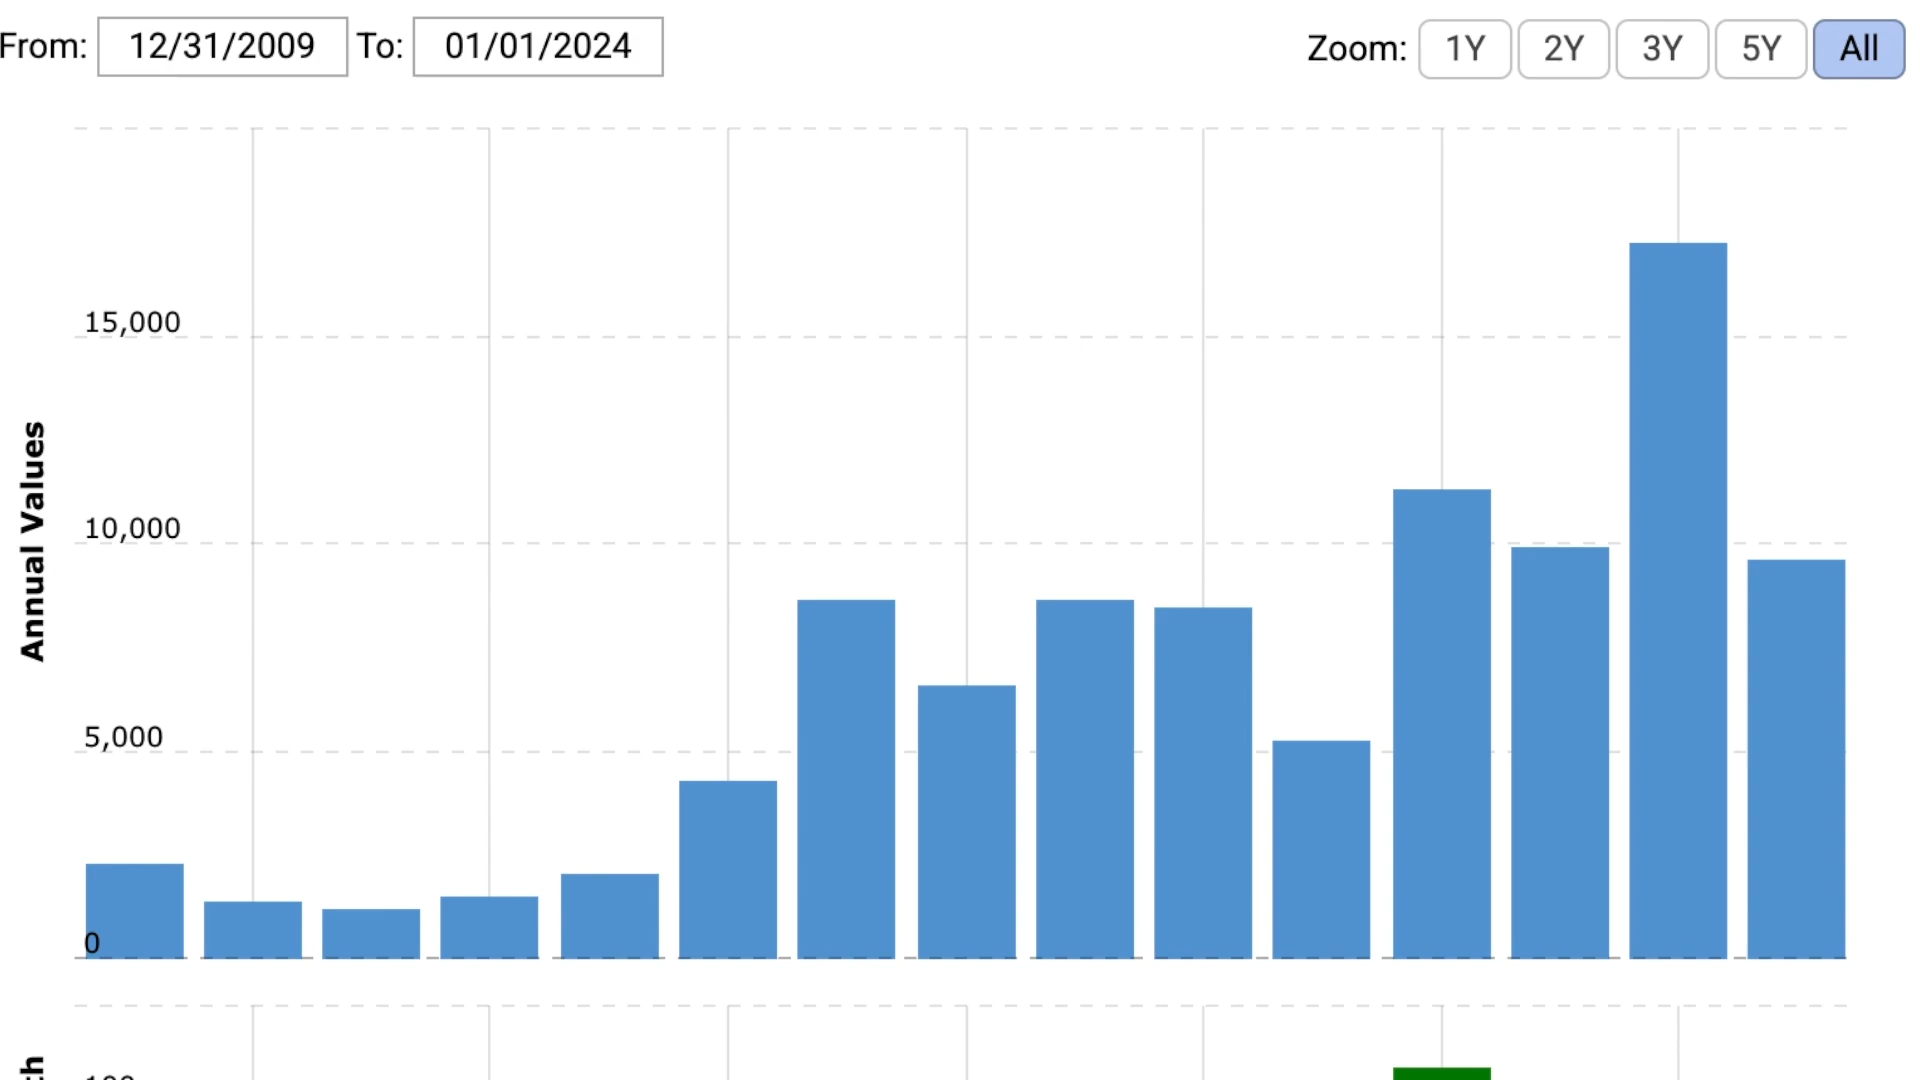 From: 12/31/2009 To: 01/01/2024 Zoom: 1Y 2Y 3Y 5Y All
15,000
10,000
Annual Values
5,000
0